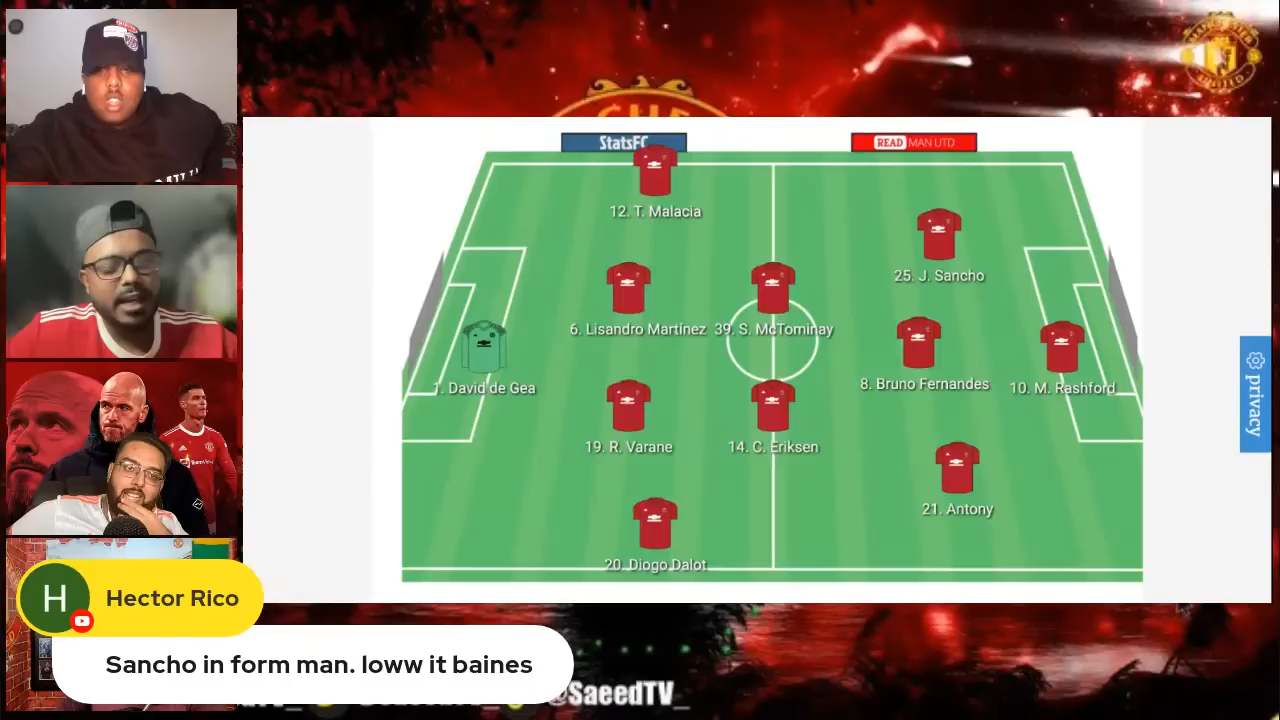 StatsFC
READ MAN UTD
12. T. Malacia
25. J. Sancho
6. Lisandro Martínez
39. S. McTominay
1. David de Gea
8. Bruno Fernandes
10. M. Rashford
19. R. Varane
14. C. Eriksen
21. Antony
20. Diogo Dalot
privacy
H
Hector Rico
Sancho in form man. loww it baines
@SaeedTV_